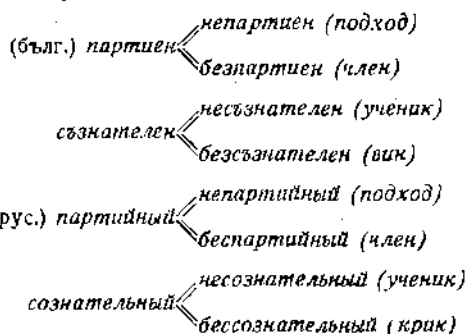 непартиен (подход)
(бълг.) партиен
безпартиен (член)
несъзнателен (ученик)
съзнателен
безсъзнателен (вик)
непартийный (подход)
рус.) партийный
беспартийный (член)
несознательный (ученик)
сознательный
бессознательный (крик)